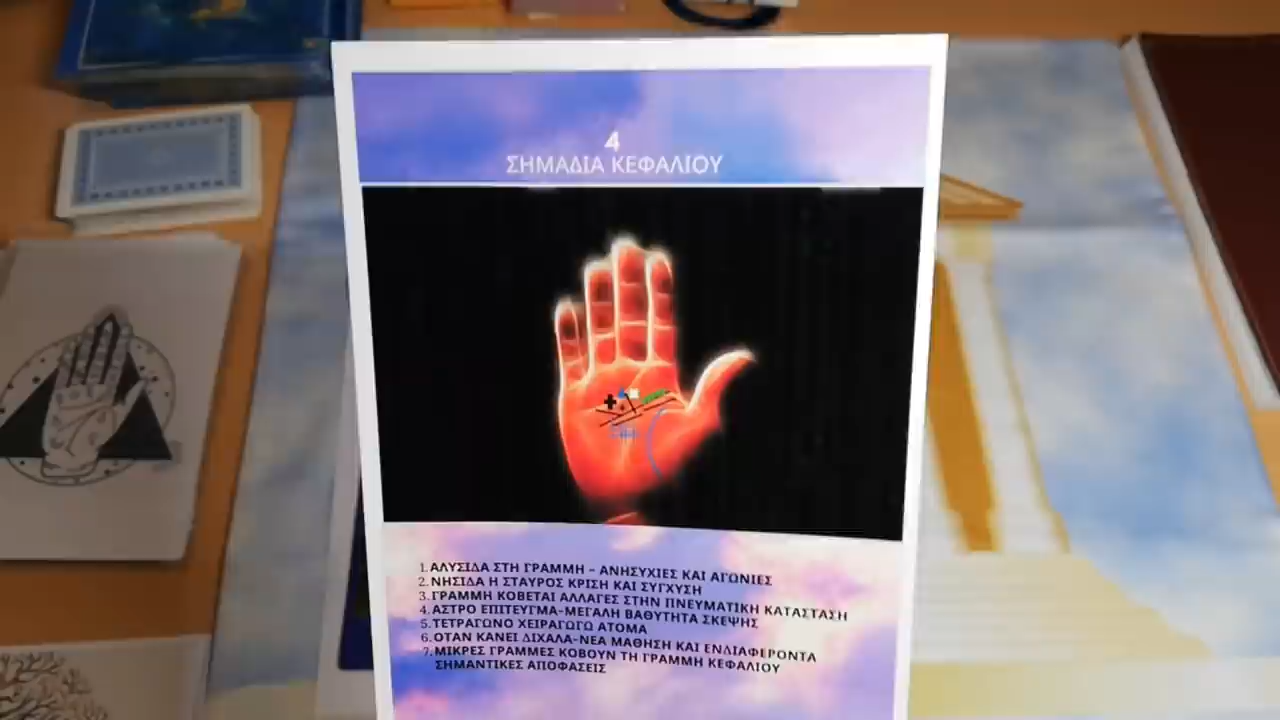 4
ΣΗΜΑΔΙΑ ΚΕΦΑΛΙΟΥ
1. ΑΛΥΣΙΔΑ ΣΤΗ ΓΡΑΜΜΗ - ΑΝΗΣΥΧΙΕΣ ΚΑΙ ΑΓΩΝΙΕΣ
2. ΝΗΣΙΔΑ Η ΣΤΑΥΡΟΣ ΚΡΙΣΗ ΚΑΙ ΣΥΓΧΥΣΗ
3. ΓΡΑΜΜΗ ΚΟΒΕΤΑΙ ΑΛΛΑΓΕΣ ΣΤΗΝ ΠΝΕΥΜΑΤΙΚΗ ΚΑΤΑΣΤΑΣΗ
4. ΑΣΤΡΟ ΕΠΙΤΕΥΓΜΑ-ΜΕΓΑΛΗ ΒΑΘΥΤΗΤΑ ΣΚΕΨΗΣ
5. ΤΕΤΡΑΓΩΝΟ ΧΕΙΡΑΓΩΓΩ ΑΤΟΜΑ
6. ΟΤΑΝ ΚΑΝΕΙ ΔΙΧΑΛΑ-ΝΕΑ ΜΑΘΗΣΗ ΚΑΙ ΕΝΔΙΑΦΕΡΟΝΤΑ
7. ΜΙΚΡΕΣ ΓΡΑΜΜΕΣ ΚΟΒΟΥΝ ΤΗ ΓΡΑΜΜΗ ΚΕΦΑΛΙΟΥ
ΣΗΜΑΝΤΙΚΕΣ ΑΠΟΦΑΣΕΙΣ